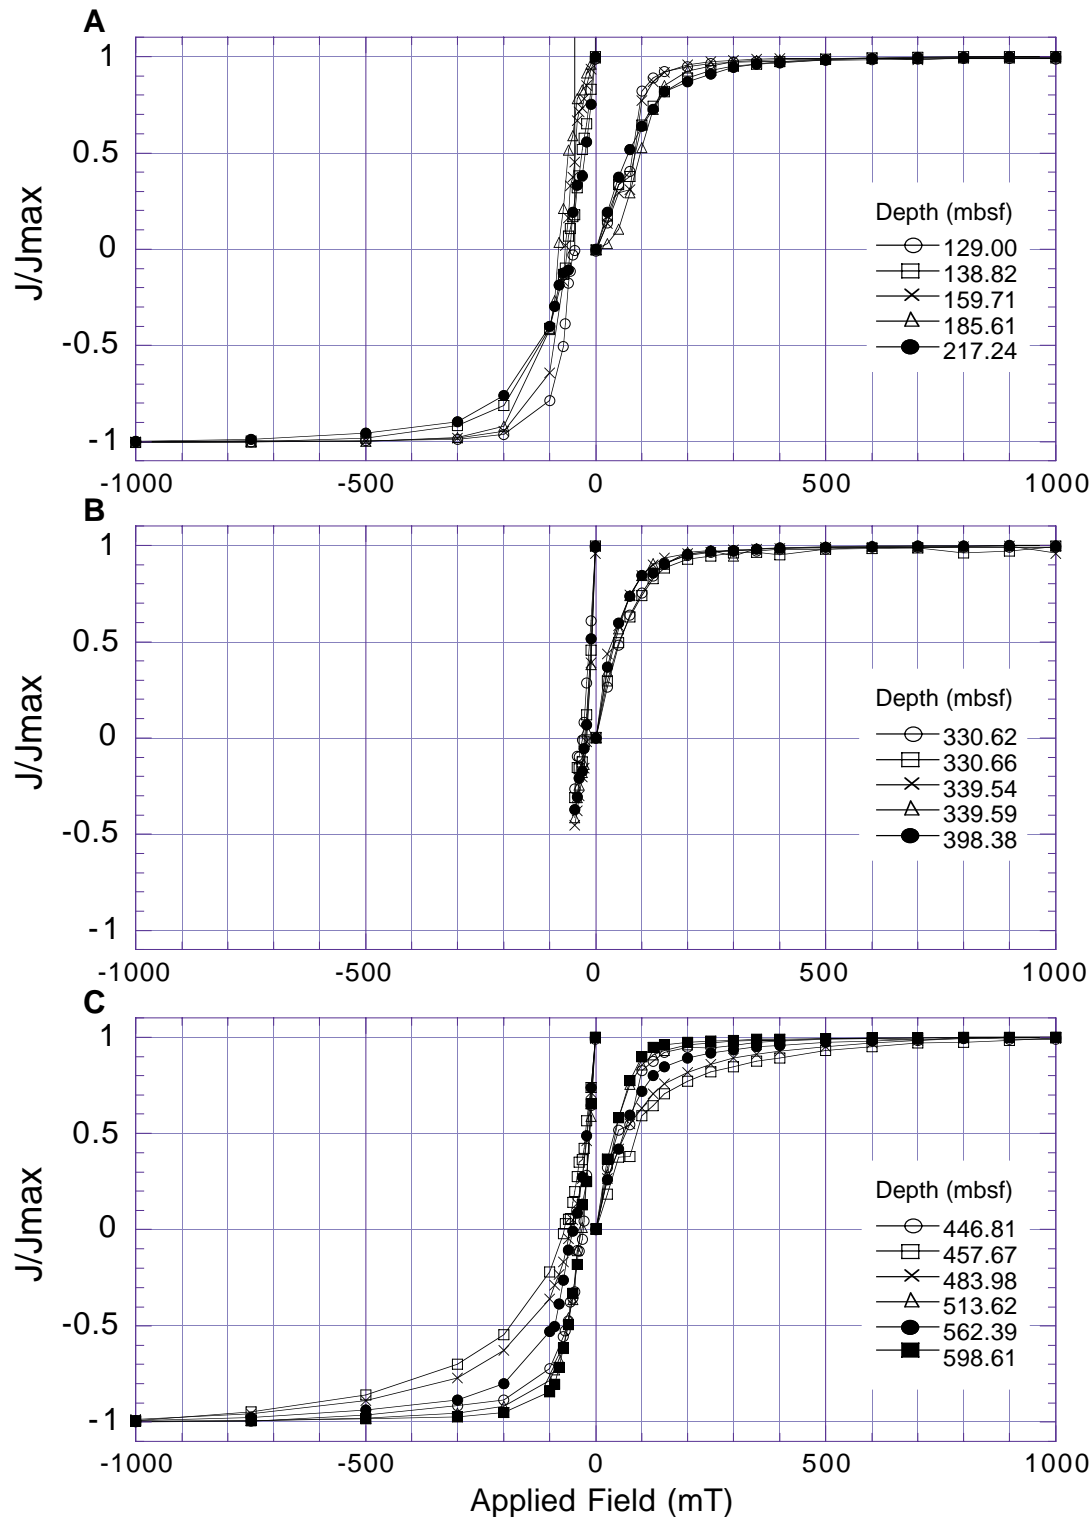 A
1
0.5
0
-0.5
-1
J/Jmax
Depth (mbsf)
129.00
138.82
159.71
185.61
217.24
-1000 -500 0 500 1000
B
1
0.5
0
-0.5
-1
J/Jmax
Depth (mbsf)
330.62
330.66
339.54
339.59
398.38
-1000 -500 0 500 1000
C
1
0.5
0
-0.5
-1
J/Jmax
Depth (mbsf)
446.81
457.67
483.98
513.62
562.39
598.61
-1000 -500 0 500 1000
Applied Field (mT)